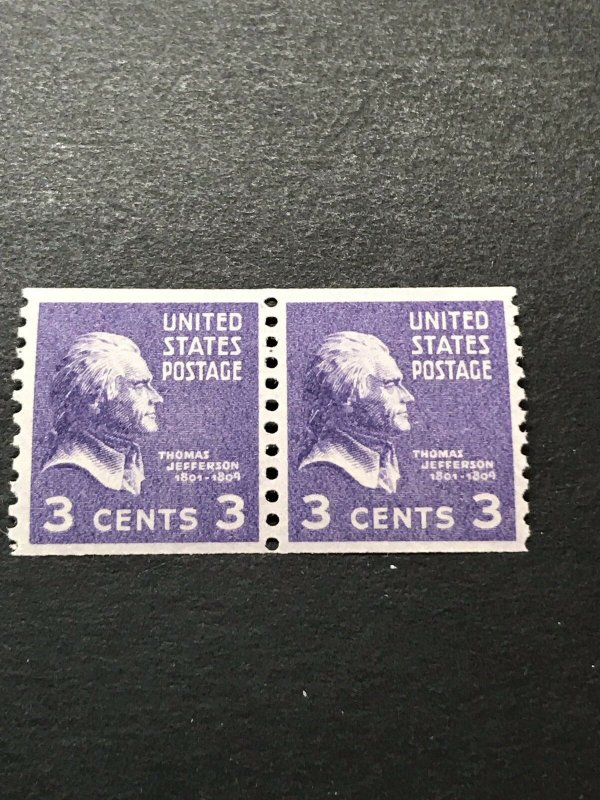 UNITED
STATES
POSTAGE
THOMAS
JEFFERSON
1801-1809
3 CENTS 3
UNITED
STATES
POSTAGE
THOMAS
JEFFERSON
1801-1809
3 CENTS 3